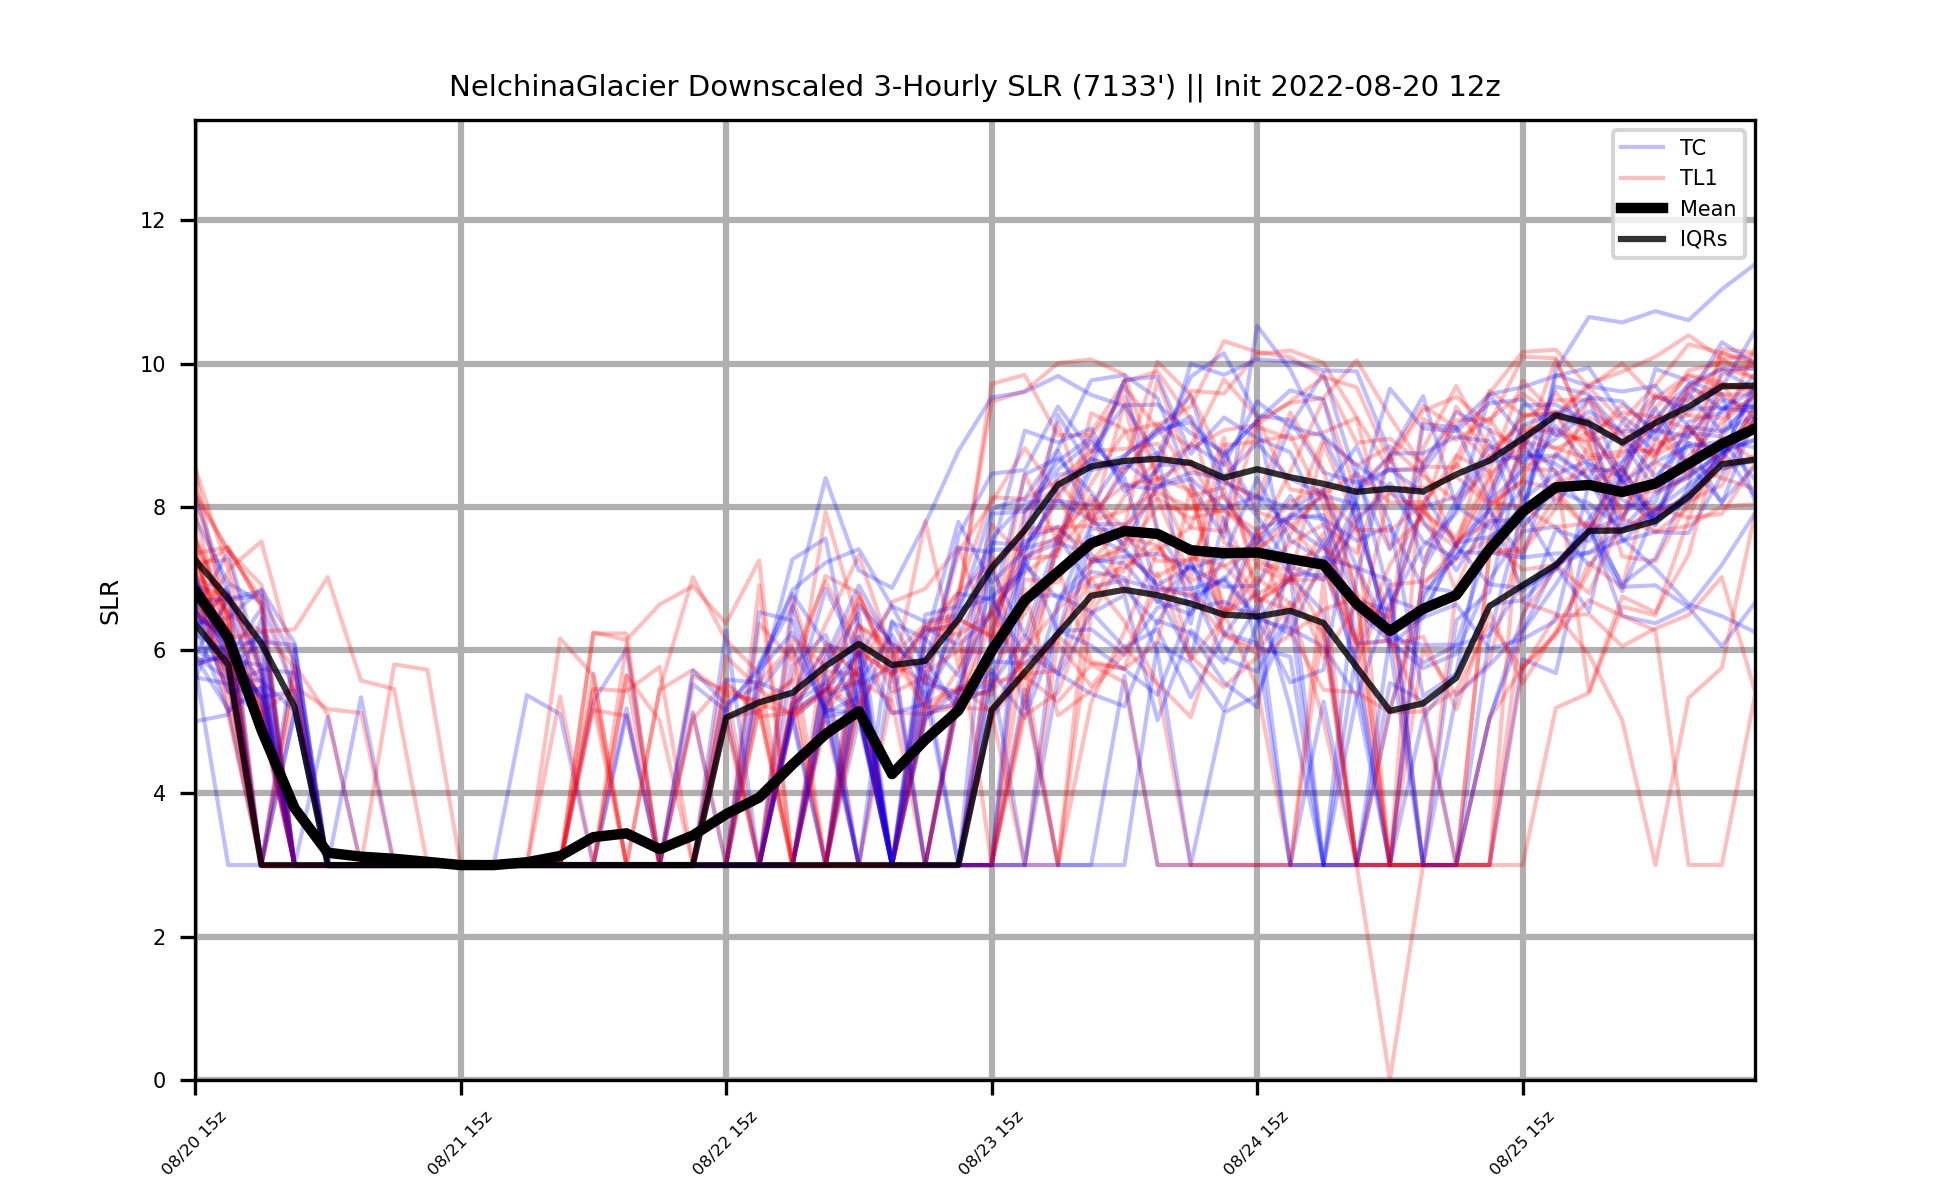 NelchinaGlacier Downscaled 3-Hourly SLR (7133') || Init 2022-08-20 12z
TC
TL1
Mean
IQRs
SLR
12
10
8
6
4
2
0
08/20 15z
08/21 15z
08/22 15z
08/23 15z
08/24 15z
08/25 15z